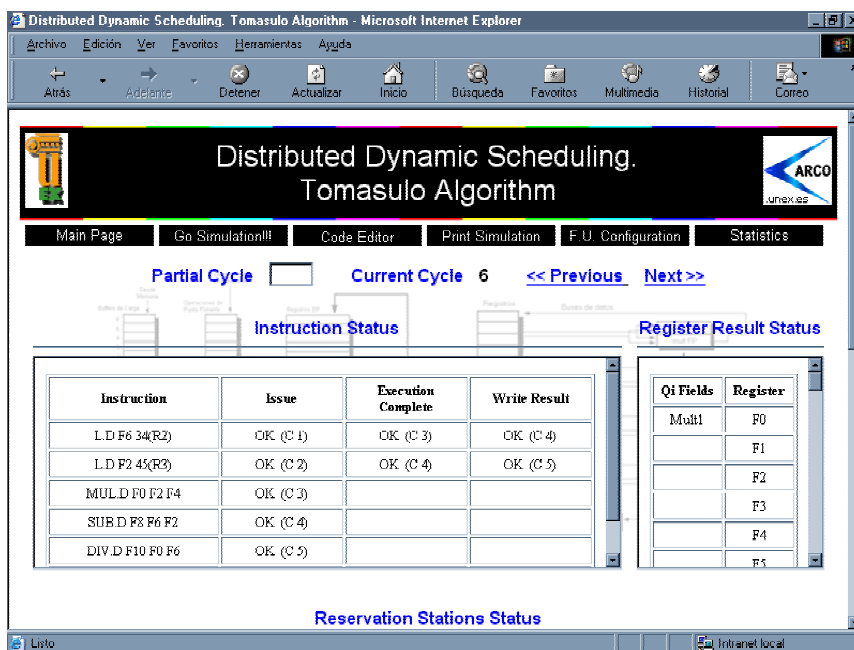 Distributed Dynamic Scheduling. Tomasulo Algorithm - Microsoft Internet Explorer
Archivo Edición Ver Favoritos Herramientas Ayuda
Atrás Adelante Detener Actualizar Inicio Búsqueda Favoritos Multimedia Historial Correo
Distributed Dynamic Scheduling.
Tomasulo Algorithm
UEX
ARCO
.unex.es
Main Page Go Simulation!!! Code Editor Print Simulation F.U. Configuration Statistics
Partial Cycle Current Cycle 6 << Previous Next >>
Instruction Status Register Result Status
Instruction Issue Execution Complete Write Result Qi Fields Register
L.D F6 34(R2) OK (C 1) OK (C 3) OK (C 4) Mult1 F0
F1
L.D F2 45(R3) OK (C 2) OK (C 4) OK (C 5) F2
MUL.D F0 F2 F4 OK (C 3) F3
SUB.D F8 F6 F2 OK (C 4) F4
DIV.D F10 F0 F6 OK (C 5) F5
Reservation Stations Status
Listo Intranet local